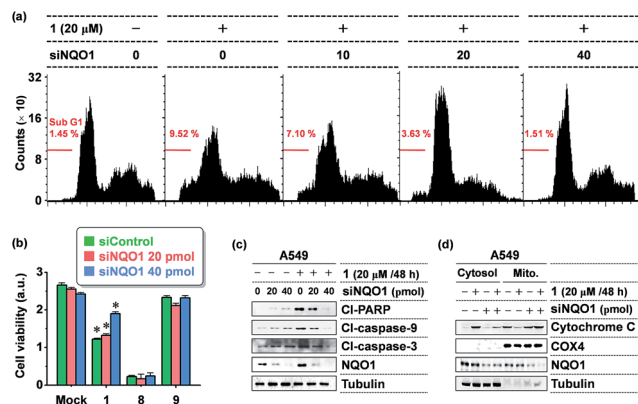 (a)
1 (20 μM) − + + + +
siNQO1 0 0 10 20 40
Counts (× 10)
32
24
16
8
0
Sub G1
1.45 %
9.52 %
7.10 %
3.63 %
1.51 %
(b)
siControl
siNQO1 20 pmol
siNQO1 40 pmol
Cell viability (a.u.)
3
2
1
0
* * *
Mock 1 8 9
(c)
A549
− − − + + + 1 (20 μM /48 h)
0 20 40 0 20 40 siNQO1 (pmol)
Cl-PARP
Cl-caspase-9
Cl-caspase-3
NQO1
Tubulin
(d)
A549
Cytosol Mito.
− + − + − + − + 1 (20 μM /48 h)
− − + + − − + + siNQO1 (pmol)
Cytochrome C
COX4
NQO1
Tubulin